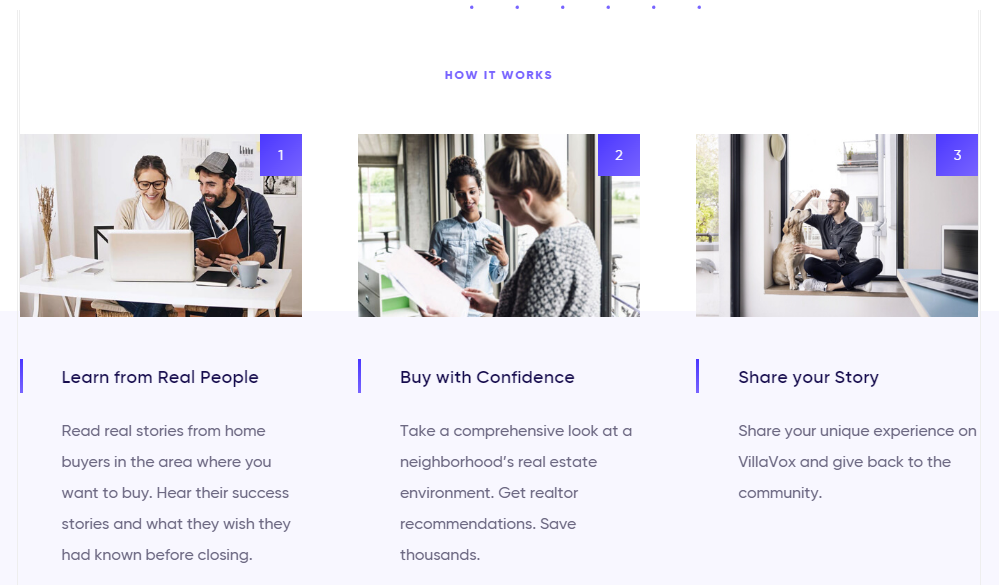 HOW IT WORKS
1
2
3
Learn from Real People
Read real stories from home
buyers in the area where you
want to buy. Hear their success
stories and what they wish they
had known before closing.
Buy with Confidence
Take a comprehensive look at a
neighborhood’s real estate
environment. Get realtor
recommendations. Save
thousands.
Share your Story
Share your unique experience on
VillaVox and give back to the
community.